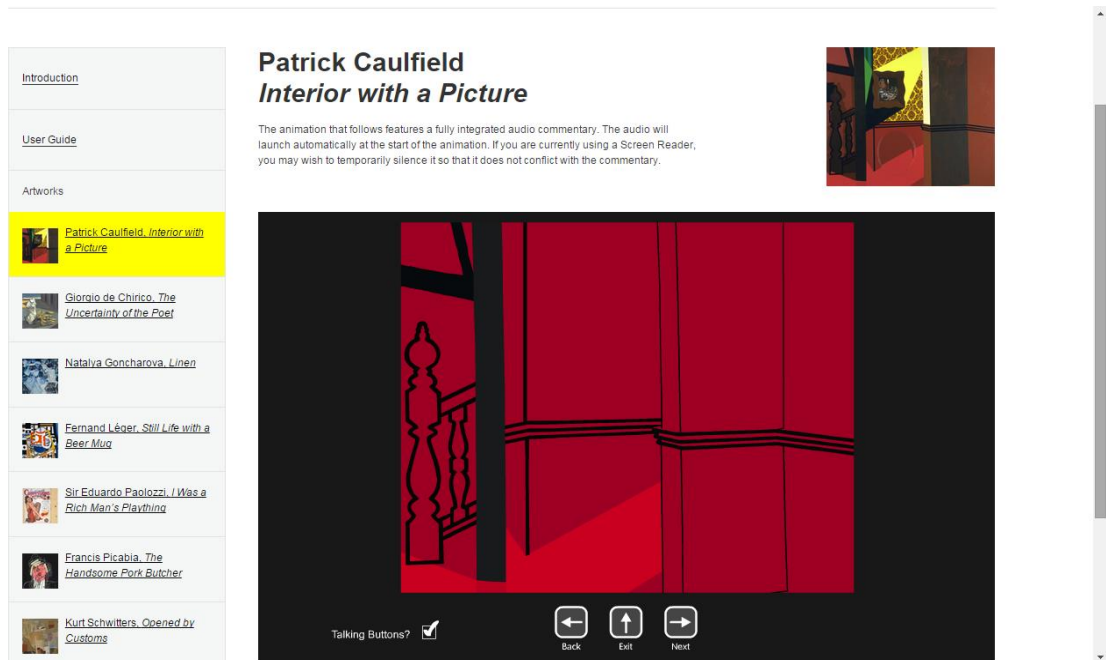 Introduction
User Guide
Artworks
Patrick Caulfield, Interior with
a Picture
Giorgio de Chirico, The
Uncertainty of the Poet
Natalya Goncharova, Linen
Fernand Léger, Still Life with a
Beer Mug
Sir Eduardo Paolozzi, I Was a
Rich Man's Plaything
Francis Picabia, The
Handsome Pork Butcher
Kurt Schwitters, Opened by
Customs
Patrick Caulfield
Interior with a Picture
The animation that follows features a fully integrated audio commentary. The audio will
launch automatically at the start of the animation. If you are currently using a Screen Reader,
you may wish to temporarily silence it so that it does not conflict with the commentary.
Talking Buttons?
Back Exit Next